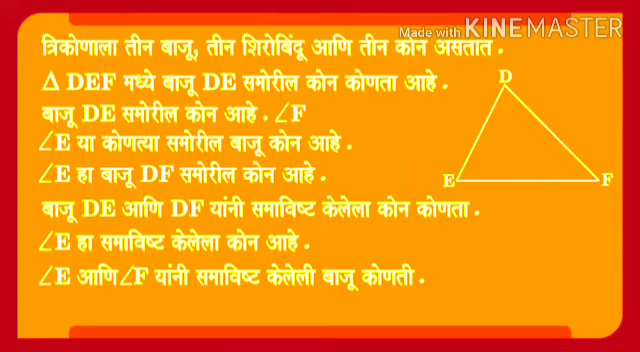 Made with KINEMASTER
त्रिकोणाला तीन बाजू, तीन शिरोबिंदू आणि तीन कोन असतात .
Δ DEF मध्ये बाजू DE समोरील कोन कोणता आहे .
D
बाजू DE समोरील कोन आहे . ∠F
∠E या कोणत्या समोरील बाजू कोन आहे .
∠E हा बाजू DF समोरील कोन आहे .
E F
बाजू DE आणि DF यांनी समाविष्ट केलेला कोन कोणता .
∠E हा समाविष्ट केलेला कोन आहे .
∠E आणि ∠F यांनी समाविष्ट केलेली बाजू कोणती .